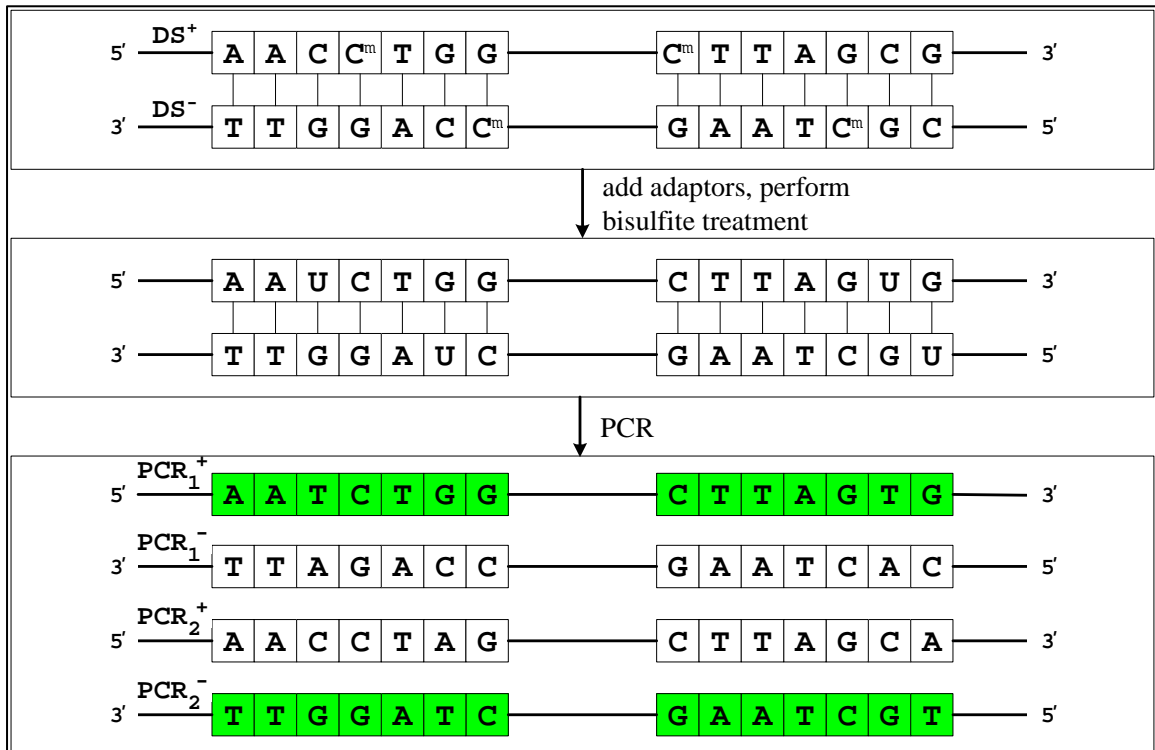 DS+
5′ A A C Cm T G G Cm T T A G C G 3′
DS-
3′ T T G G A C Cm G A A T Cm G C 5′
add adaptors, perform
bisulfite treatment
5′ A A U C T G G C T T A G U G 3′
3′ T T G G A U C G A A T C G U 5′
PCR
PCR1+
5′ A A T C T G G C T T A G T G 3′
PCR1-
3′ T T A G A C C G A A T C A C 5′
PCR2+
5′ A A C C T A G C T T A G C A 3′
PCR2-
3′ T T G G A T C G A A T C G T 5′